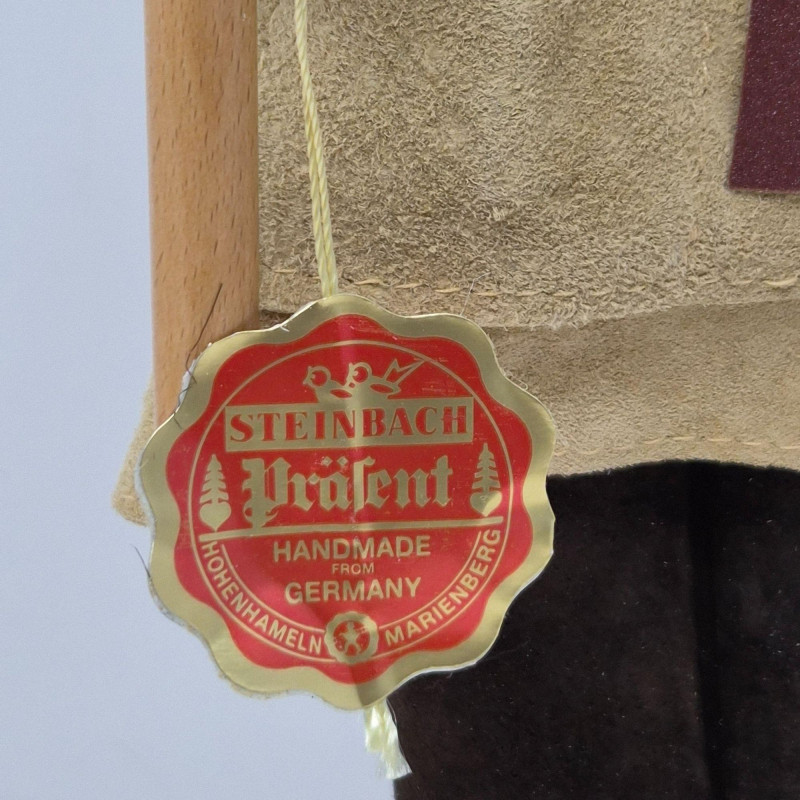 STEINBACH
Präſent
HANDMADE
FROM
GERMANY
HOHENHAMELN MARIENBERG